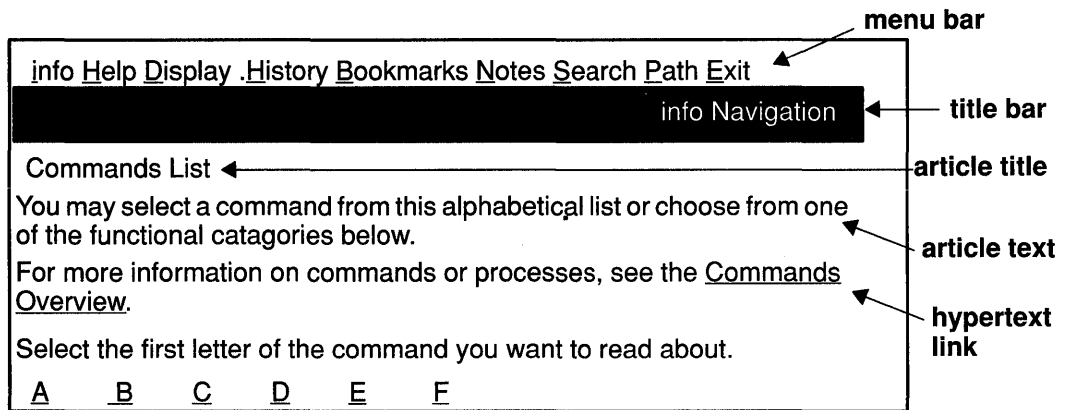 menu bar
info Help Display .History Bookmarks Notes Search Path Exit
info Navigation
title bar
Commands List
article title
You may select a command from this alphabetical list or choose from one
of the functional catagories below.
article text
For more information on commands or processes, see the Commands
Overview.
hypertext
link
Select the first letter of the command you want to read about.
A B C D E F